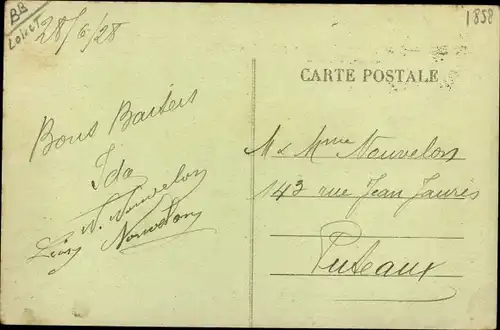 BB
LOIRET
1858
28/6/28
CARTE POSTALE
Bons Baisers
Ida
N. Nouvelon
Léon Nouvelon
M & Mme Nouvelon
143 rue Jean Jaurès
Puteaux